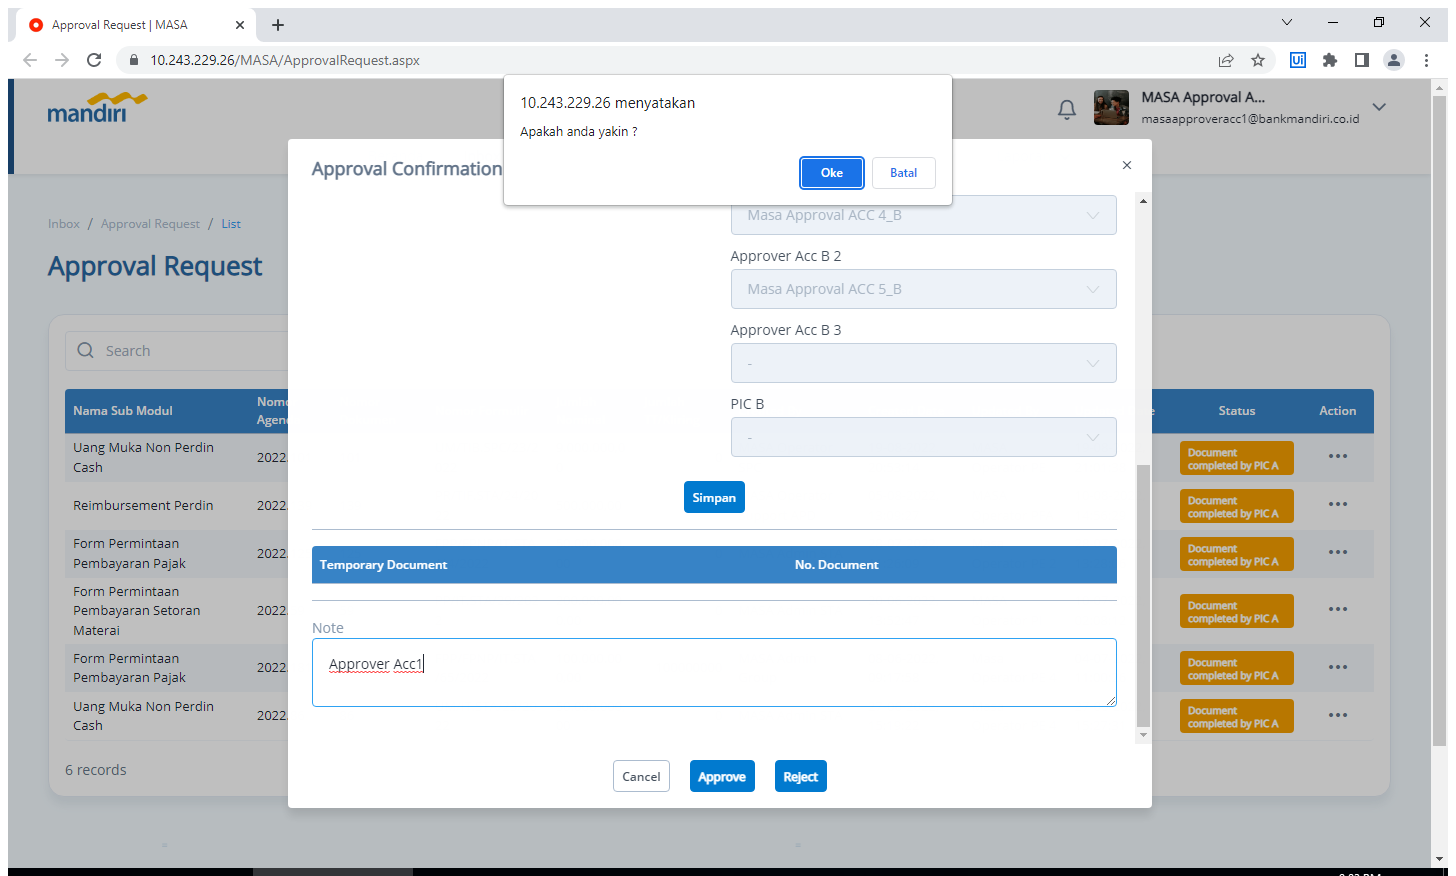 Approval Request | MASA
10.243.229.26/MASA/ApprovalRequest.aspx
Ui
mandiri
MASA Approval A...
masaapproveracc1@bankmandiri.co.id
10.243.229.26 menyatakan
Apakah anda yakin ?
Oke
Batal
Approval Confirmation
Inbox / Approval Request / List
Approval Request
Search
Nama Sub Modul
Status
Action
Uang Muka Non Perdin
Cash
2022.
Document
completed by PIC A
Reimbursement Perdin
2022.
Document
completed by PIC A
Form Permintaan
Pembayaran Pajak
2022.
Document
completed by PIC A
Form Permintaan
Pembayaran Setoran
Materai
2022.
Document
completed by PIC A
Form Permintaan
Pembayaran Pajak
2022.
Document
completed by PIC A
Uang Muka Non Perdin
Cash
2022.
Document
completed by PIC A
6 records
Masa Approval ACC 4_B
Approver Acc B 2
Masa Approval ACC 5_B
Approver Acc B 3
-
PIC B
-
Simpan
Temporary Document
No. Document
Note
Approver Acc1
Cancel
Approve
Reject